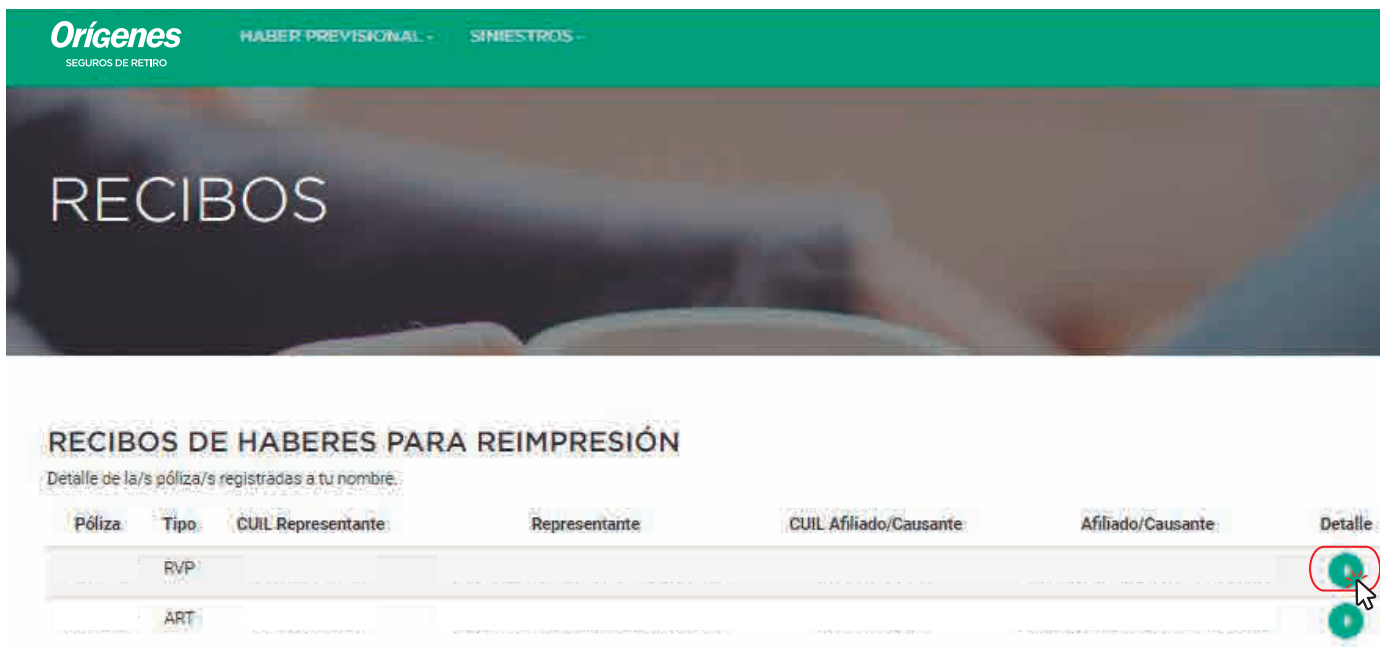 Orígenes
SEGUROS DE RETIRO
HABER PREVISIONAL
SINIESTROS
RECIBOS
RECIBOS DE HABERES PARA REIMPRESIÓN
Detalle de la/s póliza/s registradas a tu nombre.
Póliza Tipo CUIL Representante Representante CUIL Afiliado/Causante Afiliado/Causante Detalle
RVP
ART